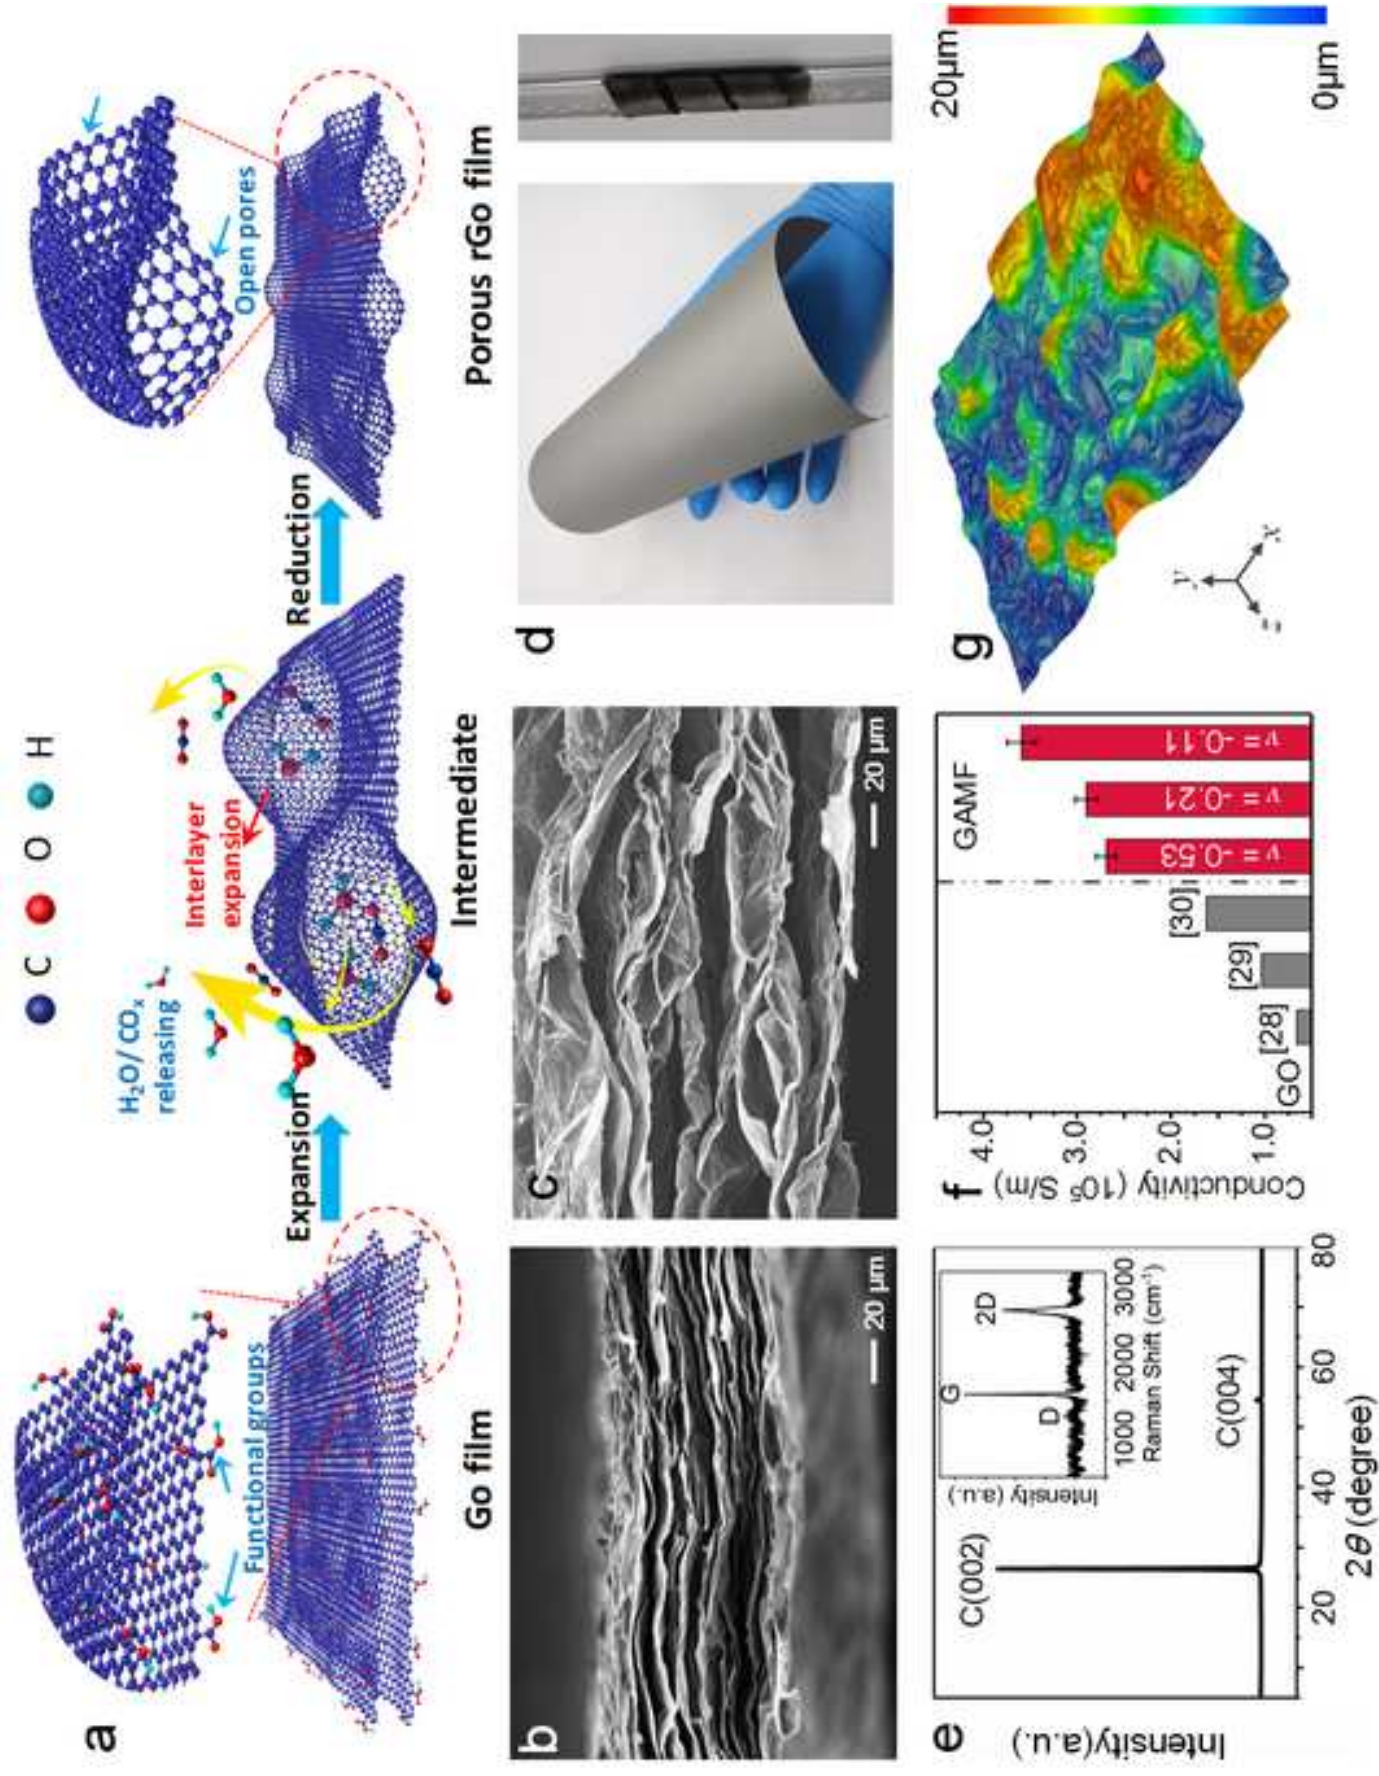 a
C
O
H
Functional groups
Go film
Expansion
H₂O/ COₓ
releasing
Interlayer
expansion
Intermediate
Reduction
Open pores
Porous rGo film
b
20 μm
c
20 μm
d
e
Intensity(a.u.)
C(002)
C(004)
20 40 60 80
2θ (degree)
Intensity (a.u.)
D
G
2D
1000 2000 3000
Raman Shift (cm⁻¹)
f
Conductivity (10⁵ S/m)
4.0
3.0
2.0
1.0
GO
[28]
[29]
[30]
GAMF
ν = -0.53
ν = -0.21
ν = -0.11
g
y
x
z
20μm
0μm